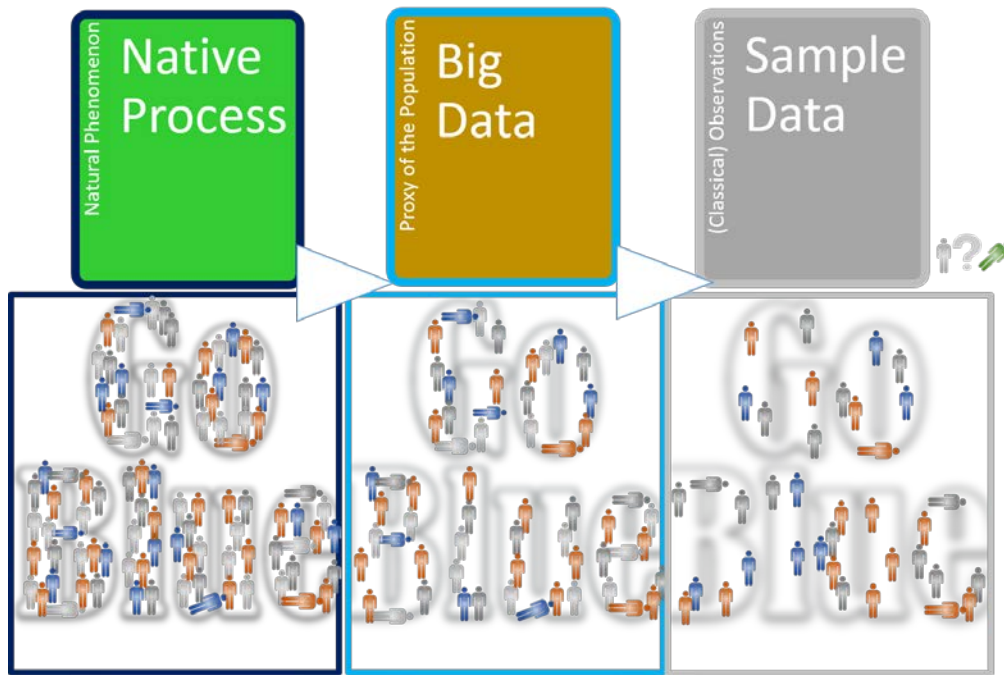 Natural Phenomenon
Native
Process
Proxy of the Population
Big
Data
(Classical) Observations
Sample
Data
?
Go
Blue
Go
Blue
Go
Blue